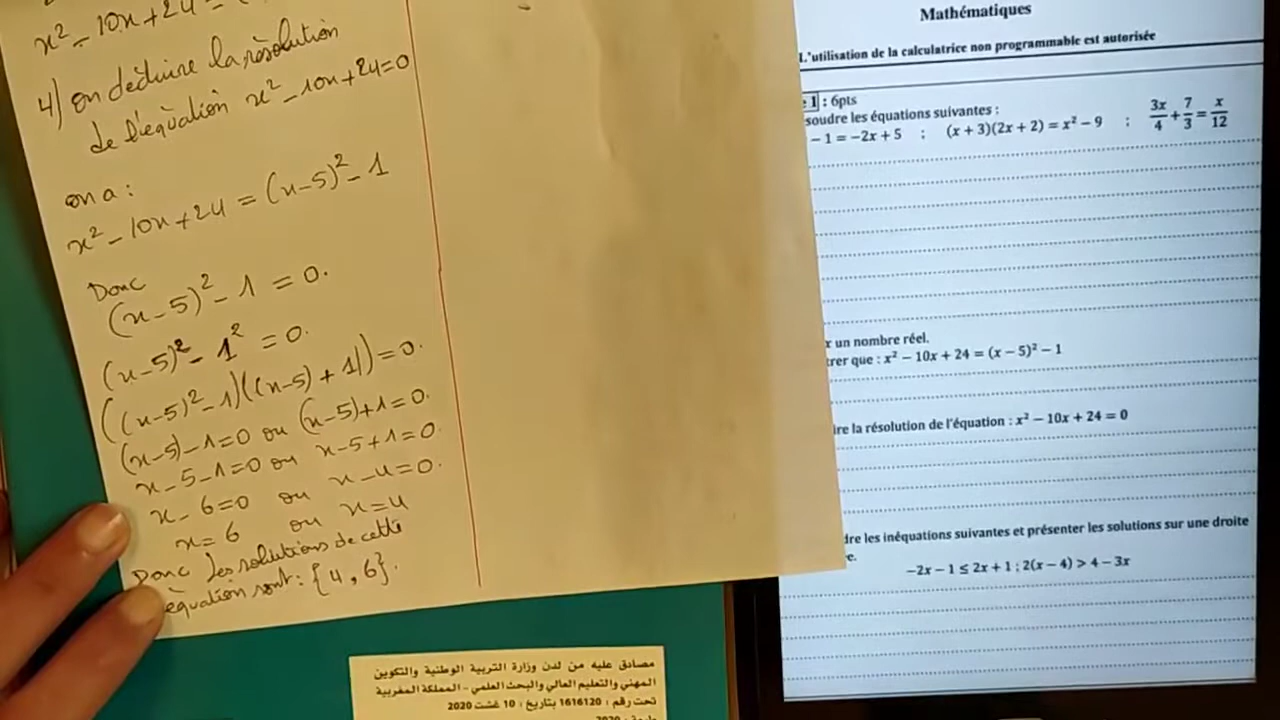 x² - 10x + 24 =
4) en déduire la résolution
de l'équation x² - 10x + 24 = 0
on a :
x² - 10x + 24 = (x-5)² - 1
Donc
(x-5)² - 1 = 0.
(x-5)² - 1² = 0.
((x-5)² - 1)((x-5) + 1) = 0.
(x-5) - 1 = 0 ou (x-5) + 1 = 0.
x - 5 - 1 = 0 ou x - 5 + 1 = 0.
x - 6 = 0 ou x - 4 = 0.
x = 6 ou x = 4
Donc les solutions de cette
équation sont : {4, 6}.
Mathématiques
L'utilisation de la calculatrice non programmable est autorisée
1 : 6pts
soudre les équations suivantes :
- 1 = -2x + 5 ; (x + 3)(2x + 2) = x² - 9 ; 3x/4 + 7/3 = x/12
x un nombre réel.
trer que : x² - 10x + 24 = (x - 5)² - 1
ire la résolution de l'équation : x² - 10x + 24 = 0
dre les inéquations suivantes et présenter les solutions sur une droite
e.
-2x - 1 ≤ 2x + 1 ; 2(x - 4) > 4 - 3x
مصادق عليه من لدن وزارة التربية الوطنية والتكوين
المهني والتعليم العالي والبحث العلمي - المملكة المغربية
تحت رقم : 1616120 بتاريخ : 10 غشت 2020
2020